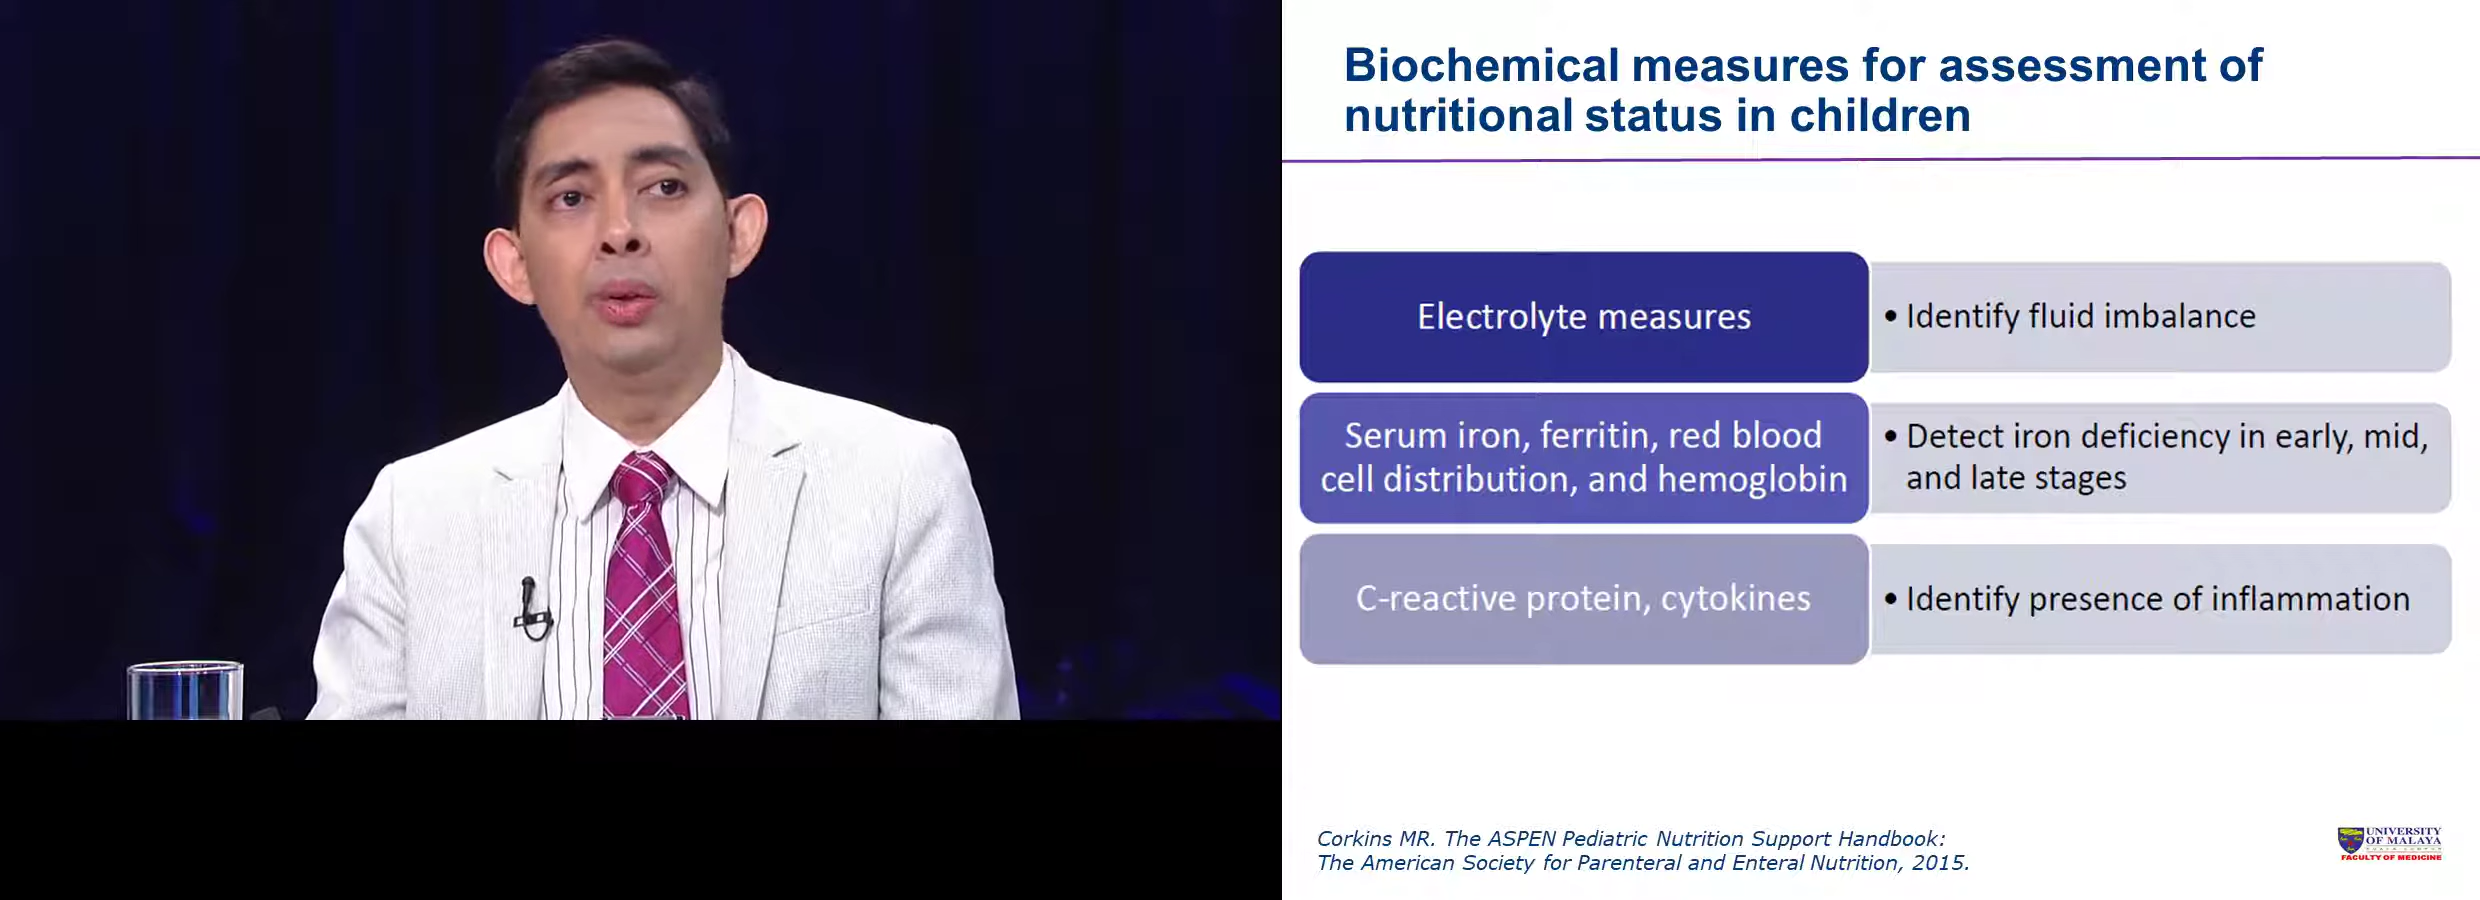 Biochemical measures for assessment of
nutritional status in children
Electrolyte measures
• Identify fluid imbalance
Serum iron, ferritin, red blood
cell distribution, and hemoglobin
• Detect iron deficiency in early, mid,
and late stages
C-reactive protein, cytokines
• Identify presence of inflammation
Corkins MR. The ASPEN Pediatric Nutrition Support Handbook:
The American Society for Parenteral and Enteral Nutrition, 2015.
UNIVERSITY
OF MALAYA
FACULTY OF MEDICINE